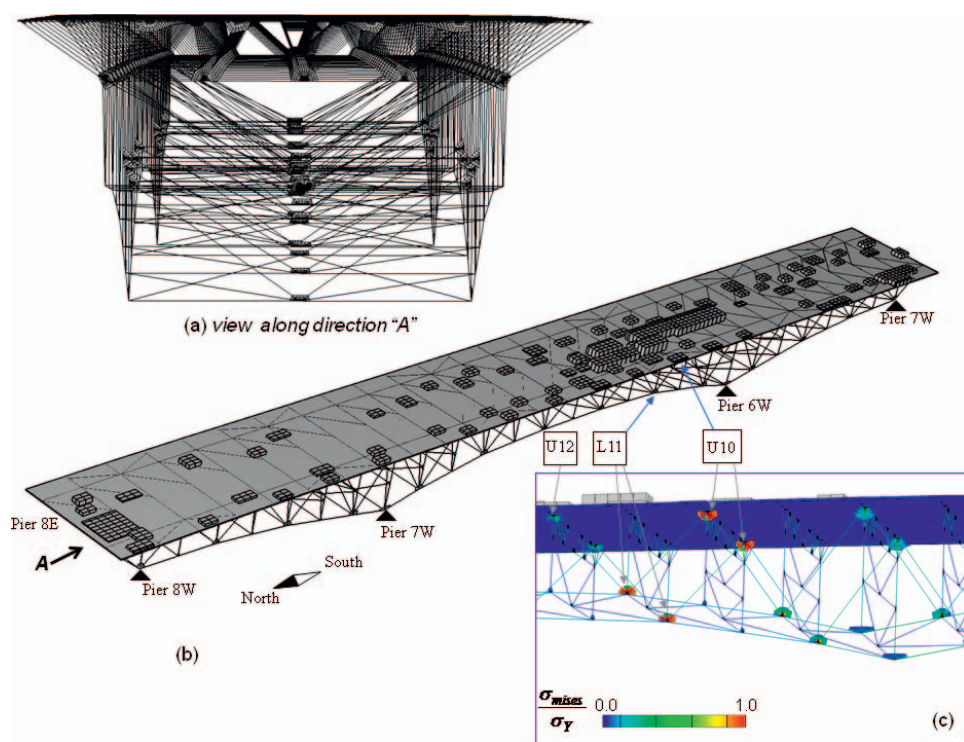 (a) view along direction "A"
Pier 7W
Pier 6W
U12
L11
U10
Pier 8E
A
Pier 7W
South
Pier 8W
North
(b)
σmises
σY
0.0
1.0
(c)